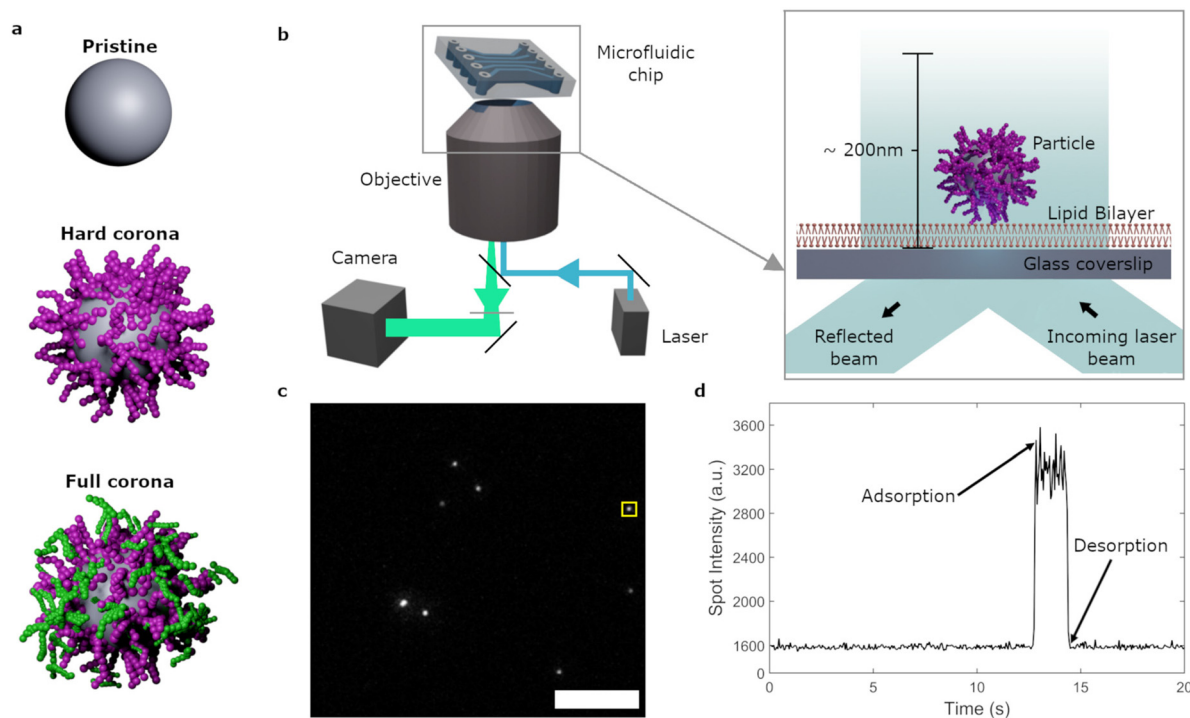 a
Pristine
Hard corona
Full corona
b
Microfluidic
chip
Objective
Camera
Laser
~ 200nm
Particle
Lipid Bilayer
Glass coverslip
Reflected
beam
Incoming laser
beam
c
d
Spot Intensity (a.u.)
3600
3200
2800
2400
2000
1600
0
Adsorption
Desorption
0
5
10
15
20
Time (s)